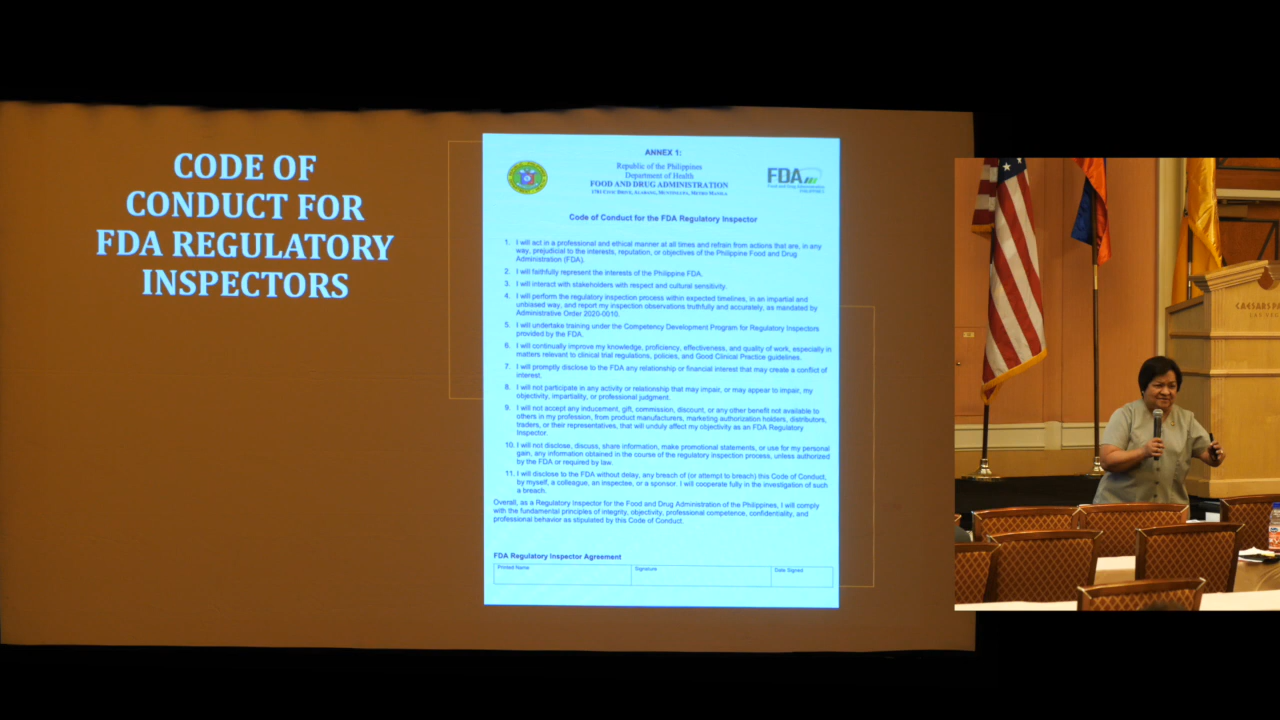 CODE OF
CONDUCT FOR
FDA REGULATORY
INSPECTORS
ANNEX 1:
Republic of the Philippines
Department of Health
FOOD AND DRUG ADMINISTRATION
1781 CIVIC DRIVE, ALABANG, MUNTINLUPA, METRO MANILA
FDA
Food and Drug Administration
PHILIPPINES
Code of Conduct for the FDA Regulatory Inspector
1. I will act in a professional and ethical manner at all times and refrain from actions that are, in any
way, prejudicial to the interests, reputation, or objectives of the Philippine Food and Drug
Administration (FDA).
2. I will faithfully represent the interests of the Philippine FDA.
3. I will interact with stakeholders with respect and cultural sensitivity.
4. I will perform the regulatory inspection process within expected timelines, in an impartial and
unbiased way, and report my inspection observations truthfully and accurately, as mandated by
Administrative Order 2020-0010.
5. I will undertake training under the Competency Development Program for Regulatory Inspectors
provided by the FDA.
6. I will continually improve my knowledge, proficiency, effectiveness, and quality of work, especially in
matters relevant to clinical trial regulations, policies, and Good Clinical Practice guidelines.
7. I will promptly disclose to the FDA any relationship or financial interest that may create a conflict of
interest.
8. I will not participate in any activity or relationship that may impair, or may appear to impair, my
objectivity, impartiality, or professional judgment.
9. I will not accept any inducement, gift, commission, discount, or any other benefit not available to
others in my profession, from product manufacturers, marketing authorization holders, distributors,
traders, or their representatives, that will unduly affect my objectivity as an FDA Regulatory
Inspector.
10. I will not disclose, discuss, share information, make promotional statements, or use for my personal
gain, any information obtained in the course of the regulatory inspection process, unless authorized
by the FDA or required by law.
11. I will disclose to the FDA without delay, any breach of (or attempt to breach) this Code of Conduct,
by myself, a colleague, an inspectee, or a sponsor. I will cooperate fully in the investigation of such
a breach.
Overall, as a Regulatory Inspector for the Food and Drug Administration of the Philippines, I will comply
with the fundamental principles of integrity, objectivity, professional competence, confidentiality, and
professional behavior as stipulated by this Code of Conduct.
FDA Regulatory Inspector Agreement
Printed Name
Signature
Date Signed
CAESARS PA
LAS VEG